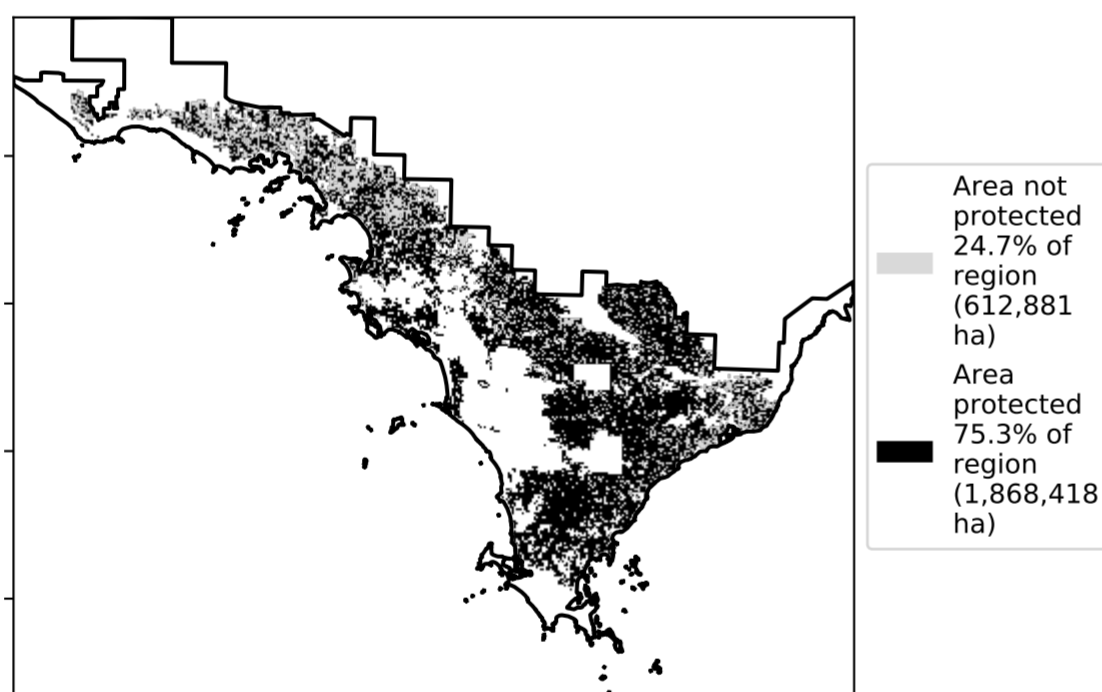 Area not
protected
24.7% of
region
(612,881
ha)
Area
protected
75.3% of
region
(1,868,418
ha)